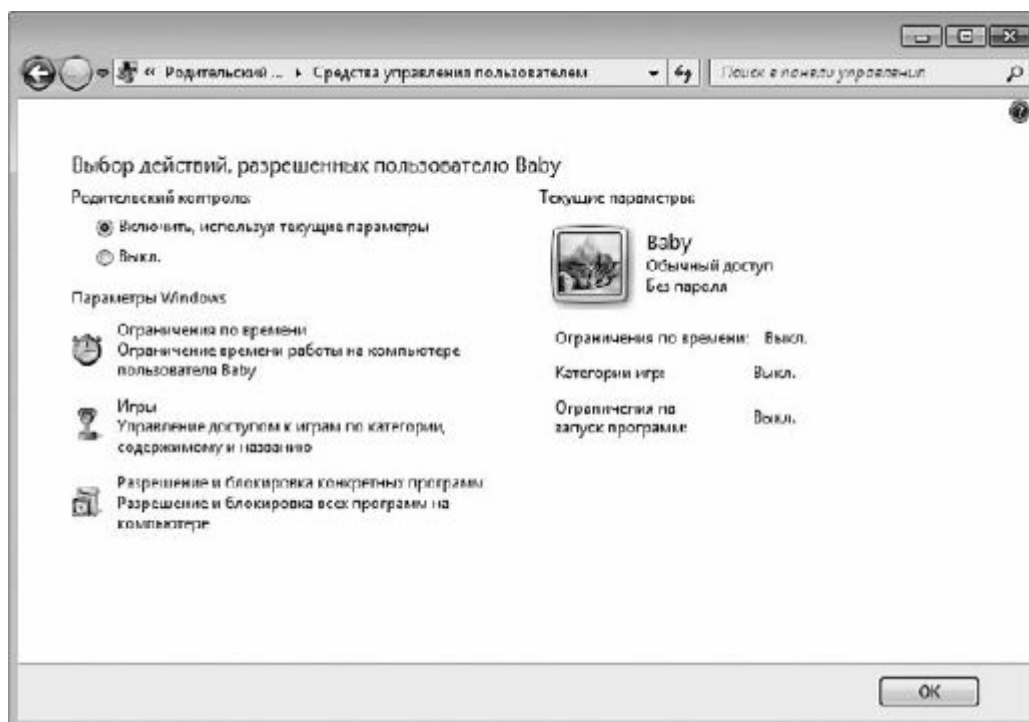 « Родительский ... ▸ Средства управления пользователем
Поиск в панели управления
Выбор действий, разрешенных пользователю Baby
Родительский контроль:
Включить, используя текущие параметры
Выкл.
Параметры Windows
Ограничения по времени
Ограничение времени работы на компьютере
пользователя Baby
Игры
Управление доступом к играм по категории,
содержимому и названию
Разрешение и блокировка конкретных программ
Разрешение и блокировка всех программ на
компьютере
Текущие параметры:
Baby
Обычный доступ
Без пароля
Ограничения по времени: Выкл.
Категории игр: Выкл.
Ограничения на
запуск программ: Выкл.
OK